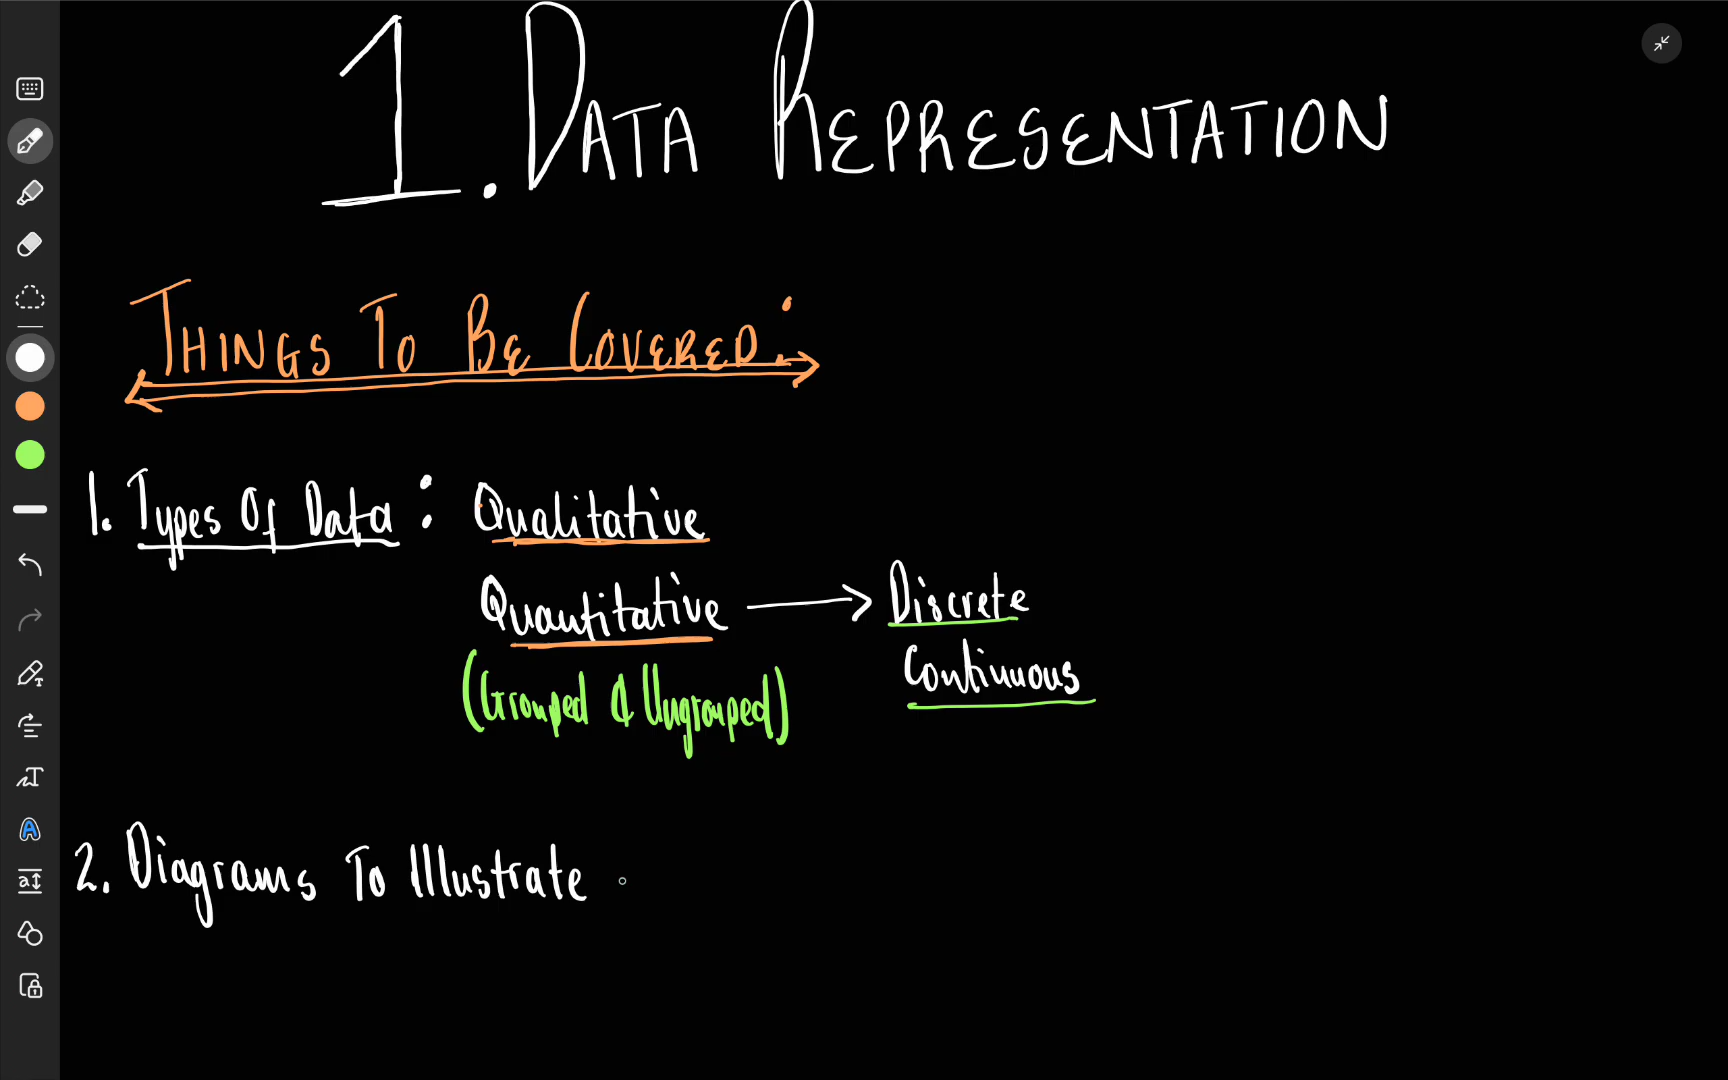 1. DATA REPRESENTATION
THINGS TO BE COVERED:
1. Types Of Data: Qualitative
Quantitative → Discrete
Continuous
(Grouped & Ungrouped)
2. Diagrams To Illustrate